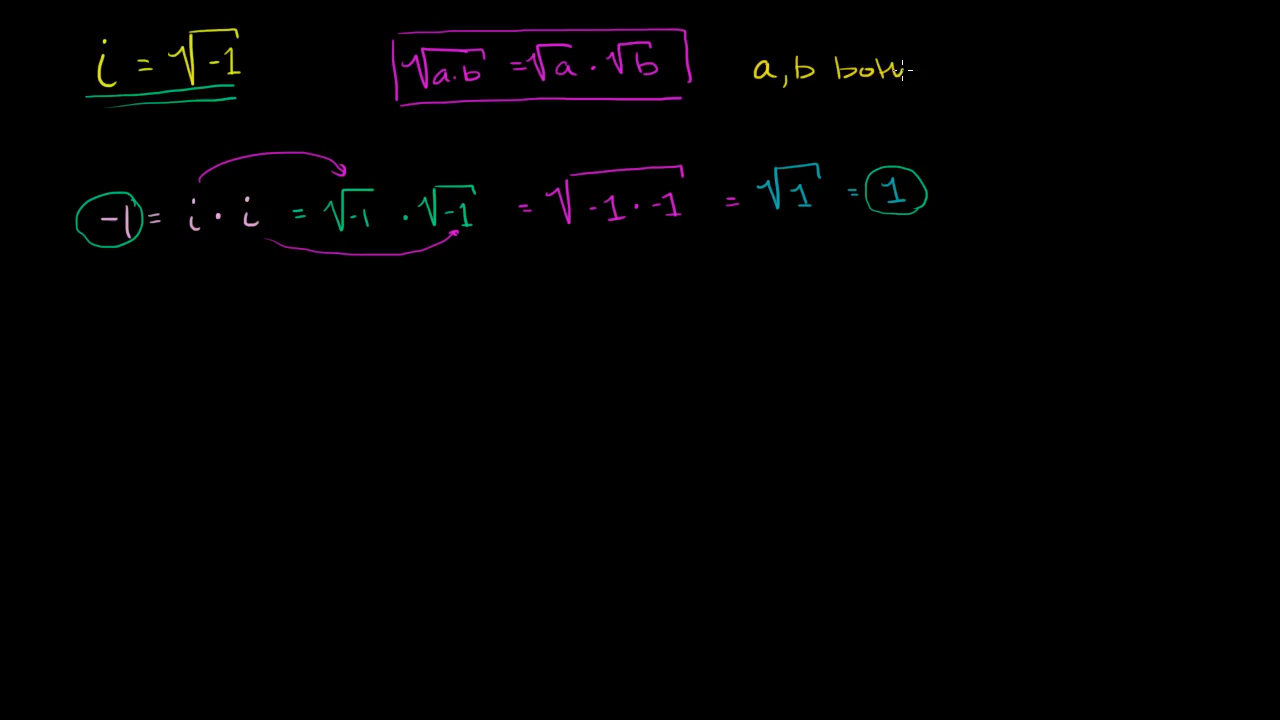 i = √-1 √a·b = √a · √b a,b both
-1 = i · i = √-1 · √-1 = √-1 · -1 = √1 = 1